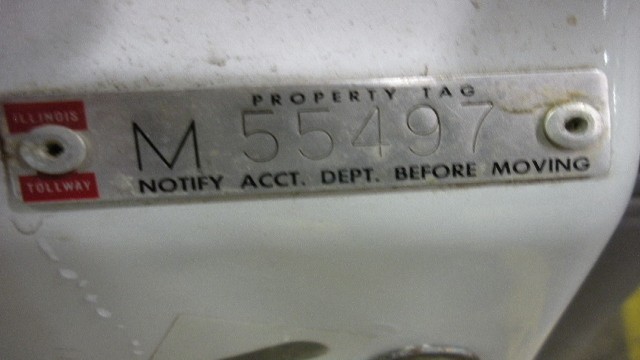 PROPERTY TAG
ILLINOIS
M 55497
TOLLWAY
NOTIFY ACCT. DEPT. BEFORE MOVING